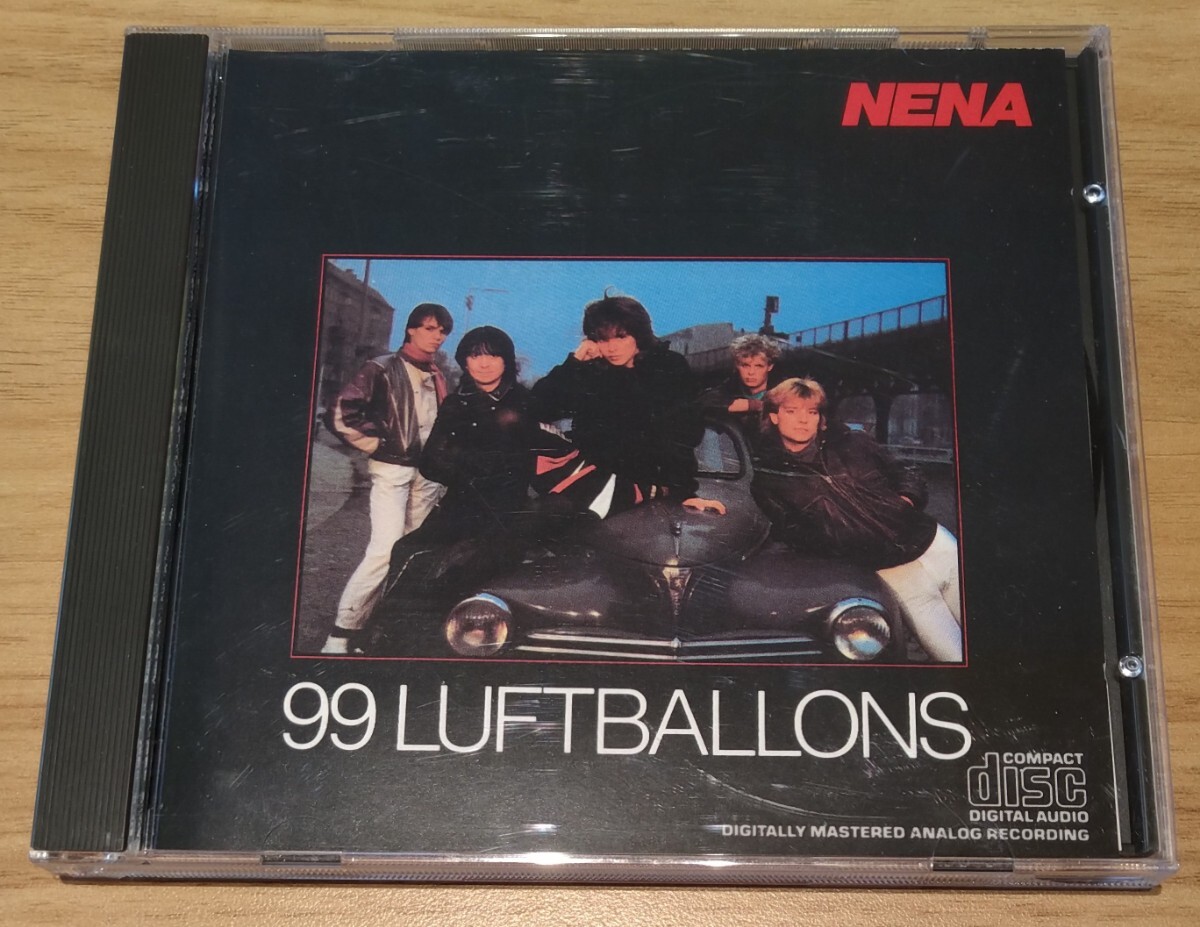 NENA
99 LUFTBALLONS
COMPACT
disc
DIGITAL AUDIO
DIGITALLY MASTERED ANALOG RECORDING